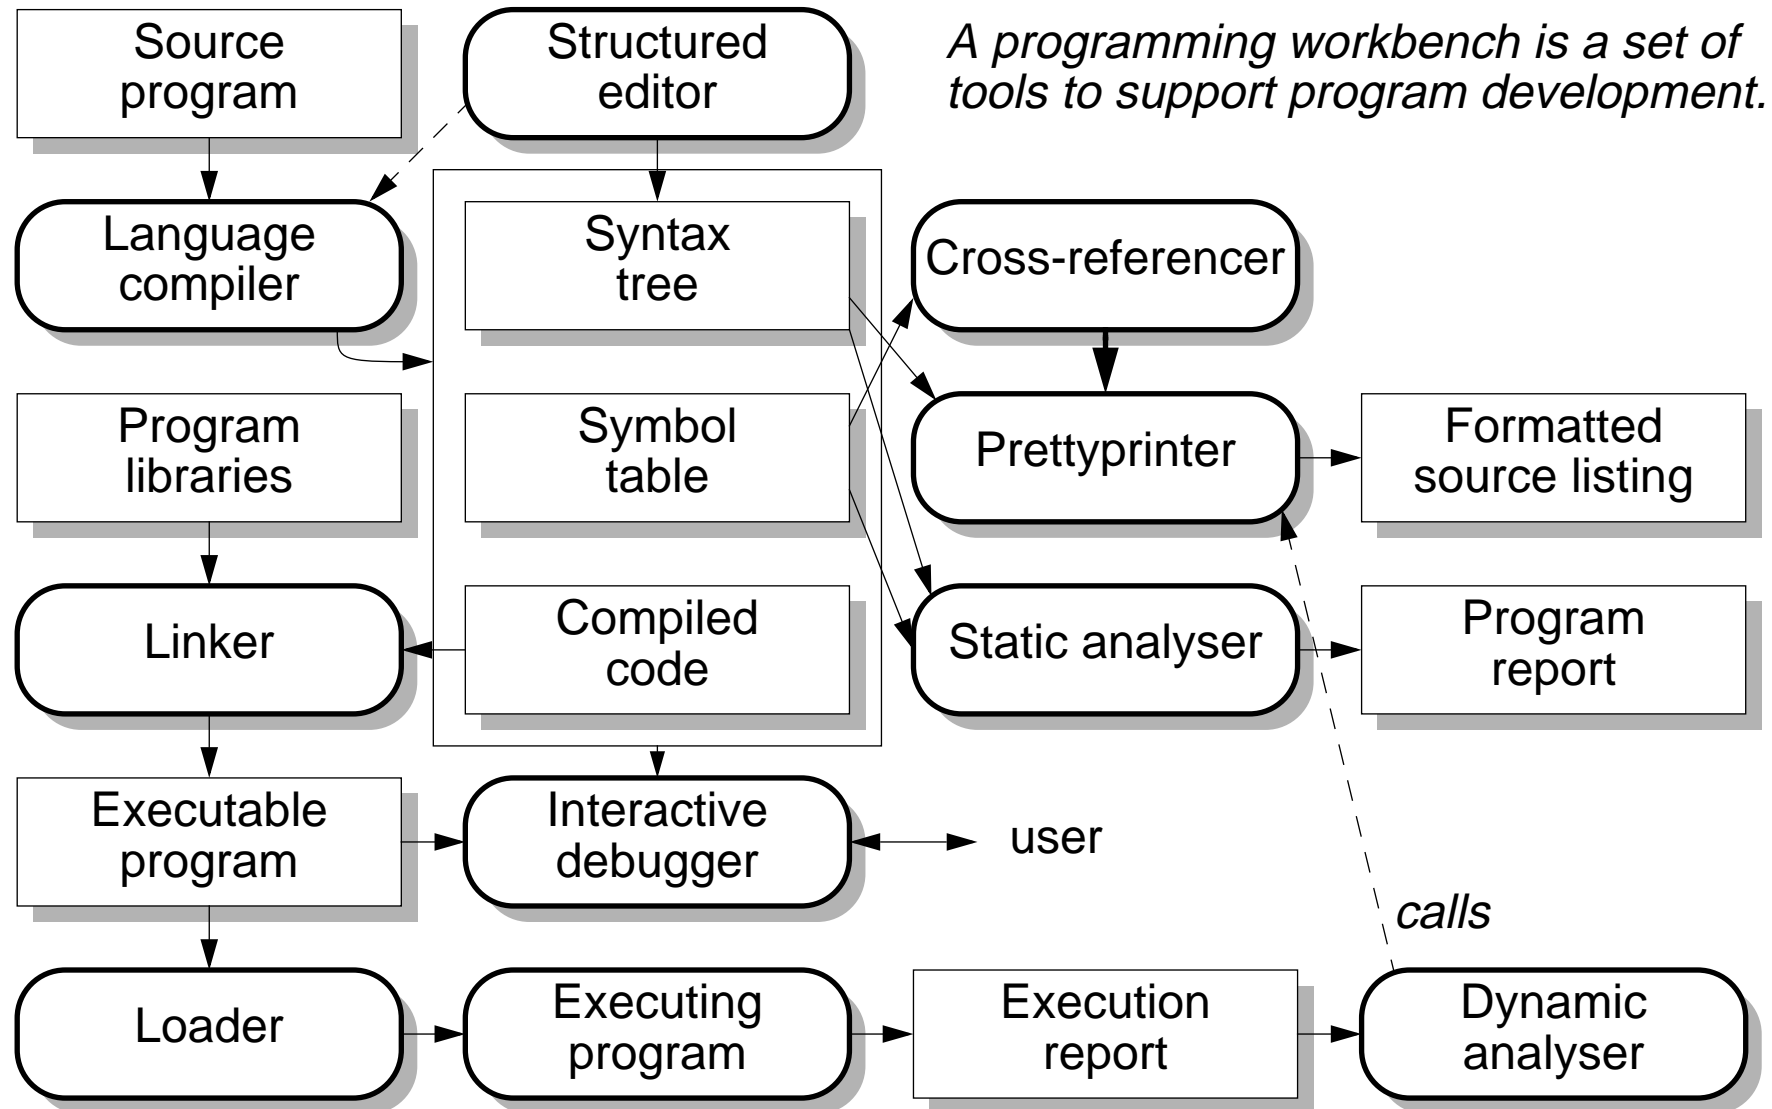 Source
program
Structured
editor
A programming workbench is a set of
tools to support program development.
Language
compiler
Syntax
tree
Cross-referencer
Program
libraries
Symbol
table
Prettyprinter
Formatted
source listing
Linker
Compiled
code
Static analyser
Program
report
Executable
program
Interactive
debugger
user
calls
Loader
Executing
program
Execution
report
Dynamic
analyser